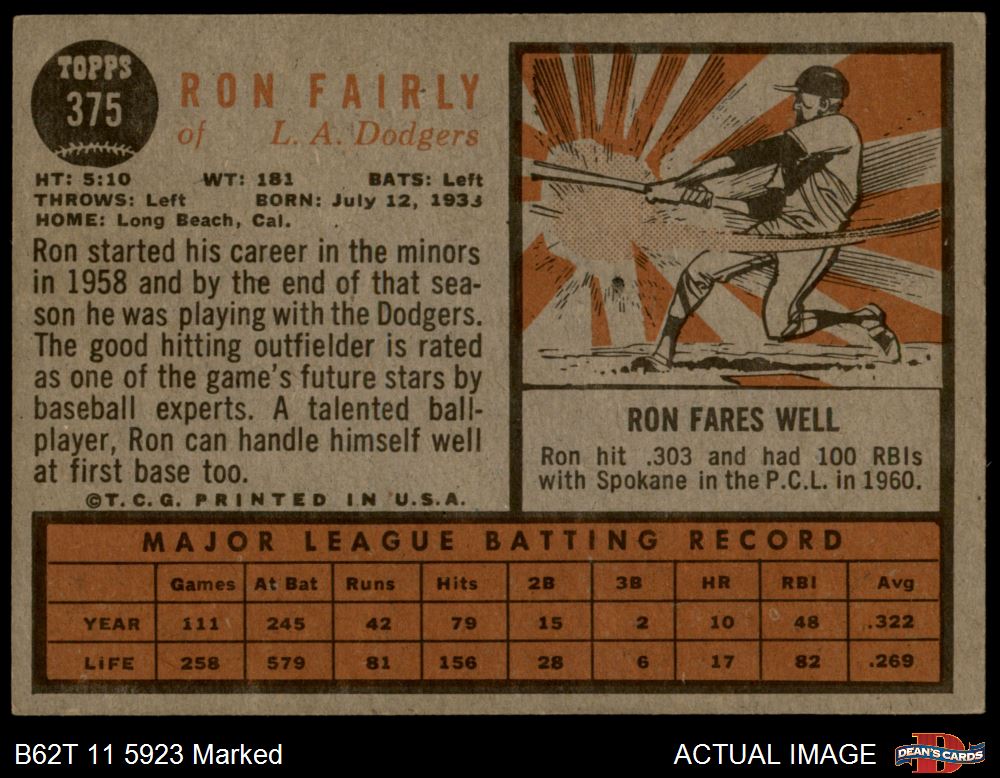 TOPPS
375
RON FAIRLY
of L. A. Dodgers
HT: 5:10 WT: 181 BATS: Left
THROWS: Left BORN: July 12, 1933
HOME: Long Beach, Cal.
Ron started his career in the minors
in 1958 and by the end of that sea-
son he was playing with the Dodgers.
The good hitting outfielder is rated
as one of the game's future stars by
baseball experts. A talented ball-
player, Ron can handle himself well
at first base too.
©T.C.G. PRINTED IN U.S.A.
RON FARES WELL
Ron hit .303 and had 100 RBIs
with Spokane in the P.C.L. in 1960.
MAJOR LEAGUE BATTING RECORD
Games At Bat Runs Hits 2B 3B HR RBI Avg
YEAR 111 245 42 79 15 2 10 48 .322
LIFE 258 579 81 156 28 6 17 82 .269
B62T 11 5923 Marked
ACTUAL IMAGE
DEAN'S CARDS